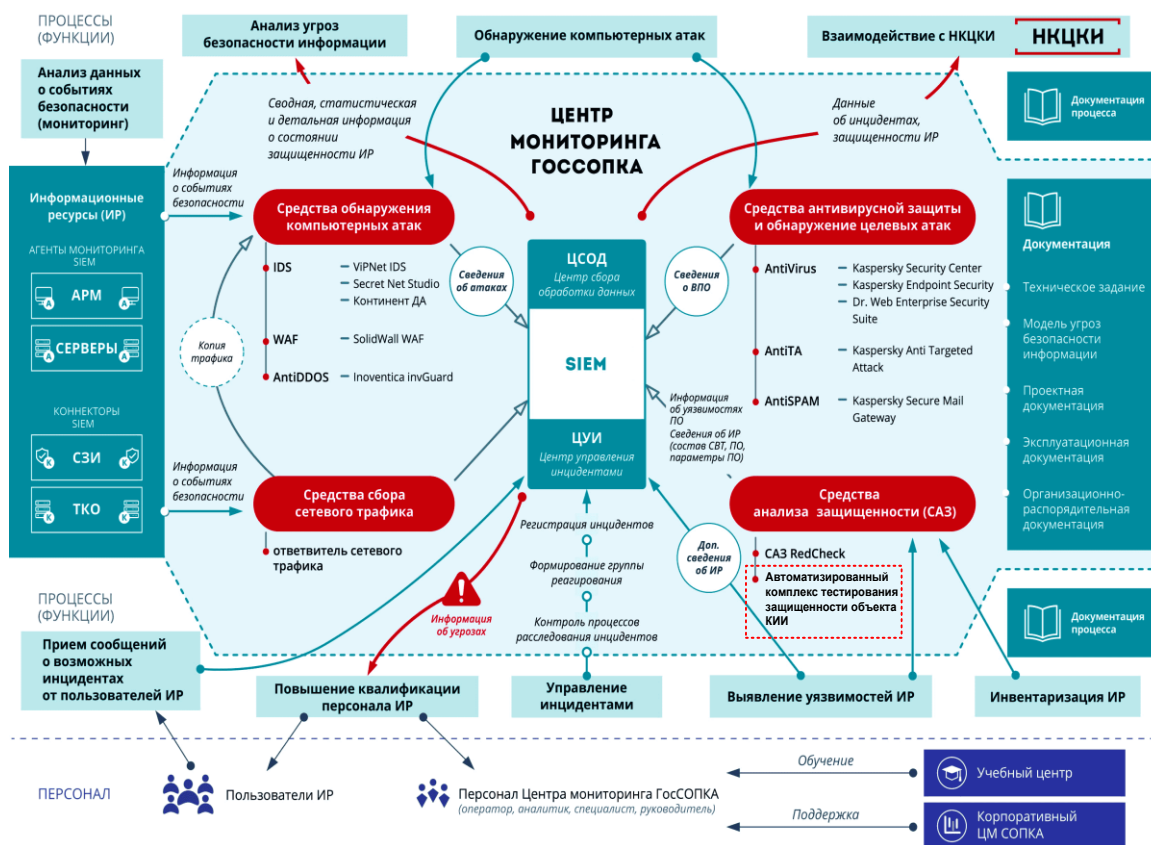 ПРОЦЕССЫ
(ФУНКЦИИ)
Анализ угроз
безопасности информации
Обнаружение компьютерных атак
Взаимодействие с НКЦКИ
НКЦКИ
Анализ данных
о событиях
безопасности
(мониторинг)
Сводная, статистическая
и детальная информация
о состоянии
защищенности ИР
ЦЕНТР
МОНИТОРИНГА
ГОССОПКА
Данные
об инцидентах,
защищенности ИР
Документация
процесса
Информационные
ресурсы (ИР)
АГЕНТЫ МОНИТОРИНГА
SIEM
АРМ
А
А
СЕРВЕРЫ
А
А
КОННЕКТОРЫ
SIEM
СЗИ
К
К
ТКО
К
К
Информация
о событиях
безопасности
Средства обнаружения
компьютерных атак
IDS
ViPNet IDS
Secret Net Studio
Континент ДА
WAF
SolidWall WAF
AntiDDOS
Inoventica invGuard
Копия
трафика
Сведения
об атаках
ЦСОД
Центр сбора
обработки данных
SIEM
ЦУИ
Центр управления
инцидентами
Сведения
о ВПО
Средства антивирусной защиты
и обнаружение целевых атак
AntiVirus
Kaspersky Security Center
Kaspersky Endpoint Security
Dr. Web Enterprise Security
Suite
AntiTA
Kaspersky Anti Targeted
Attack
AntiSPAM
Kaspersky Secure Mail
Gateway
Документация
Техническое задание
Модель угроз
безопасности
информации
Проектная
документация
Эксплуатационная
документация
Организационно-
распорядительная
документация
Информация
об уязвимостях
ПО
Сведения об ИР
(состав СВТ, ПО,
параметры ПО)
Информация
о событиях
безопасности
Средства сбора
сетевого трафика
ответвитель сетевого
трафика
Средства
анализа защищенности (САЗ)
САЗ RedCheck
Автоматизированный
комплекс тестирования
защищенности объекта
КИИ
Регистрация инцидентов
Формирование группы
реагирования
Контроль процессов
расследования инцидентов
Доп.
сведения
об ИР
!
Информация
об угрозах
Документация
процесса
ПРОЦЕССЫ
(ФУНКЦИИ)
Прием сообщений
о возможных
инцидентах
от пользователей ИР
Повышение квалификации
персонала ИР
Управление
инцидентами
Выявление уязвимостей ИР
Инвентаризация ИР
ПЕРСОНАЛ
Пользователи ИР
Персонал Центра мониторинга ГосСОПКА
(оператор, аналитик, специалист, руководитель)
Обучение
Учебный центр
Поддержка
Корпоративный
ЦМ СОПКА